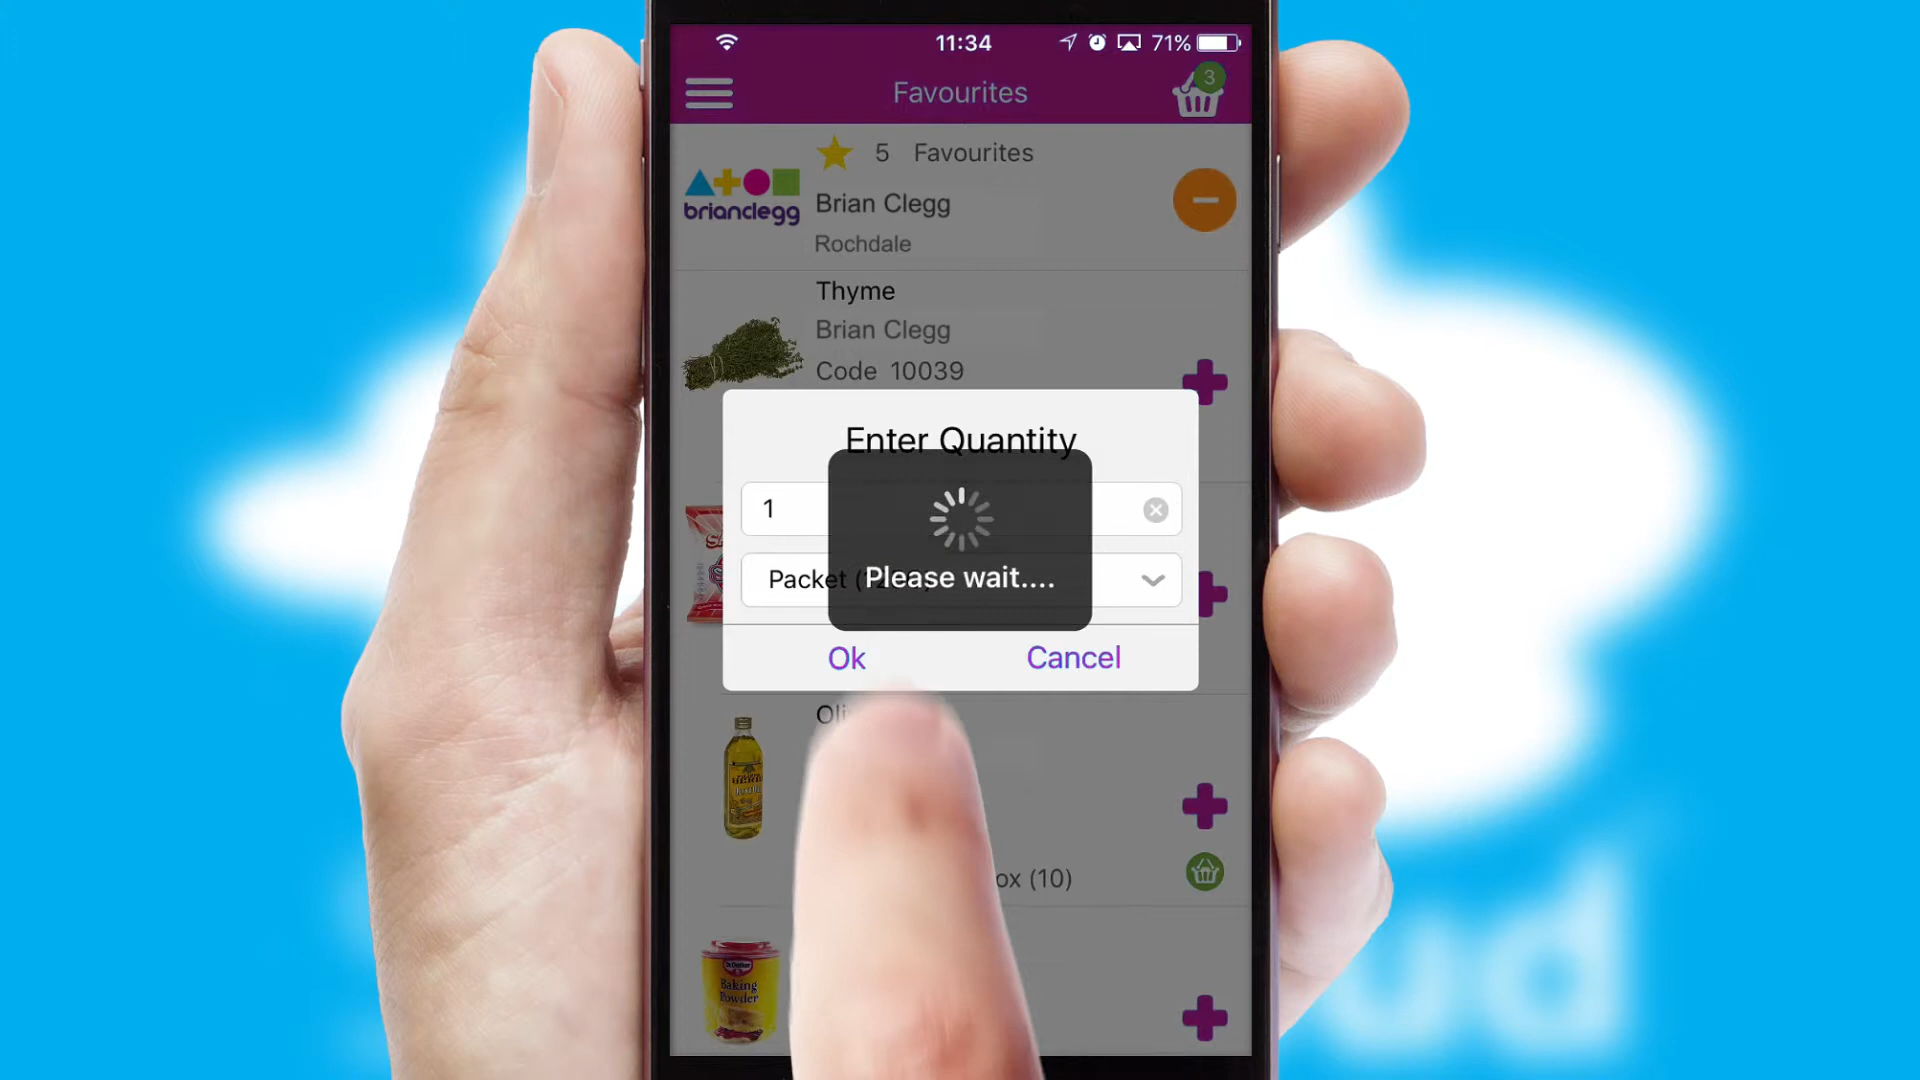 11:34
71%
Favourites
3
5 Favourites
brianclegg
Brian Clegg
Rochdale
Thyme
Brian Clegg
Code 10039
Enter Quantity
1
Packet
Please wait....
Ok
Cancel
ox (10)
Baking
Powder
ud